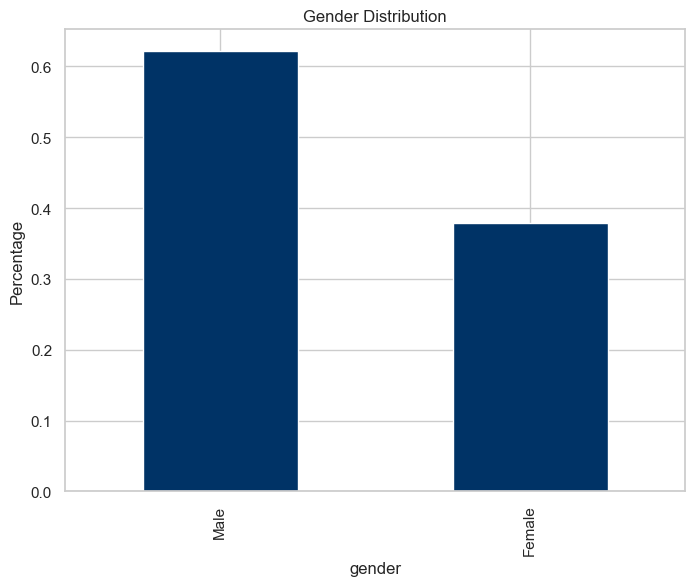 Gender Distribution
Percentage
0.6
0.5
0.4
0.3
0.2
0.1
0.0
Male
Female
gender